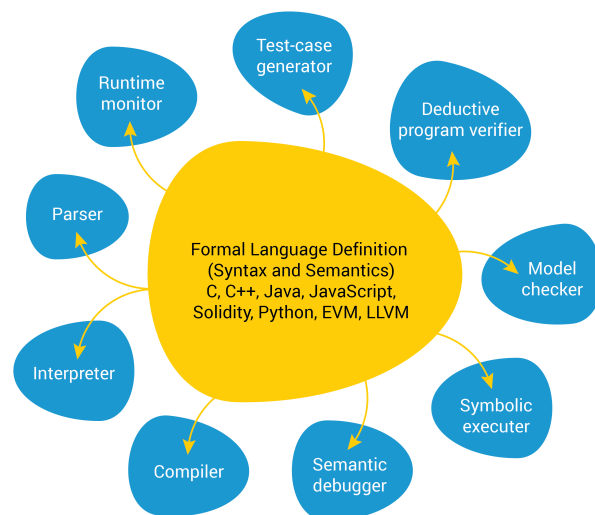 Test-case
generator
Runtime
monitor
Deductive
program verifier
Parser
Formal Language Definition
(Syntax and Semantics)
C, C++, Java, JavaScript,
Solidity, Python, EVM, LLVM
Model
checker
Interpreter
Symbolic
executer
Compiler
Semantic
debugger